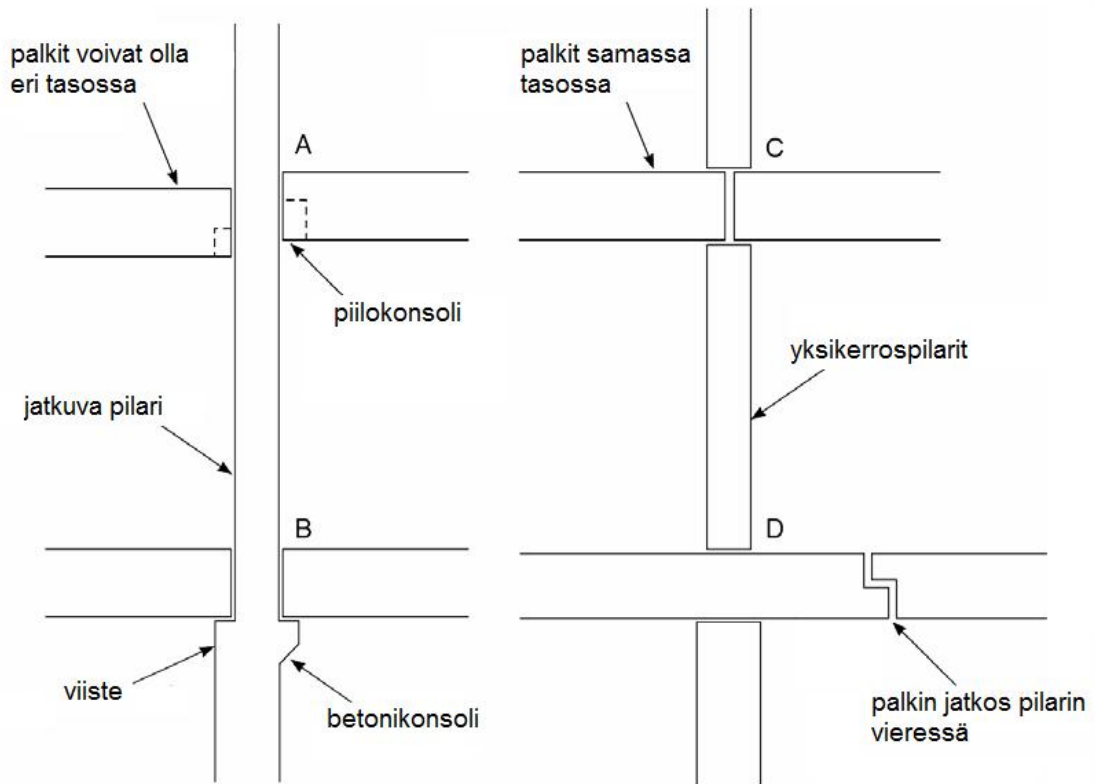 palkit voivat olla
eri tasossa
palkit samassa
tasossa
A
C
piilokonsoli
yksikerrospilarit
jatkuva pilari
B
D
viiste
betonikonsoli
palkin jatkos pilarin
vieressä